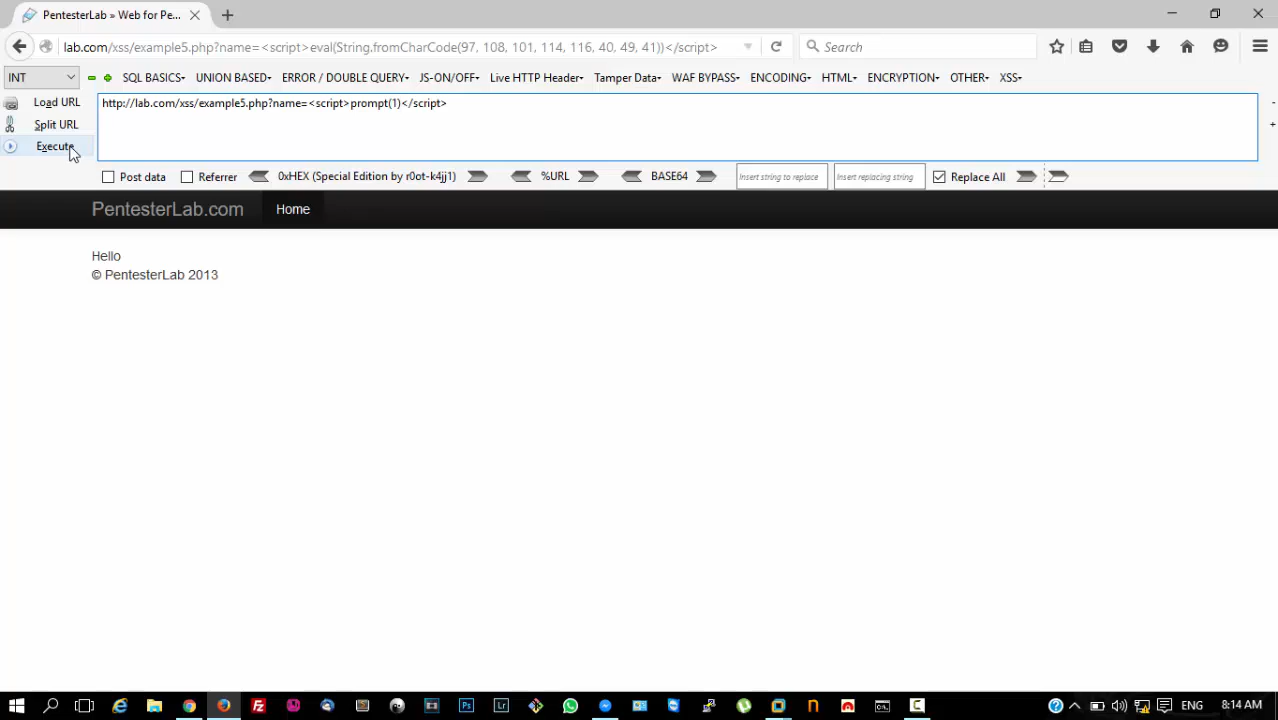 PentesterLab » Web for Pe...
lab.com/xss/example5.php?name=<script>eval(String.fromCharCode(97, 108, 101, 114, 116, 40, 49, 41))</script>
Search
INT
SQL BASICS
UNION BASED
ERROR / DOUBLE QUERY
JS-ON/OFF
Live HTTP Header
Tamper Data
WAF BYPASS
ENCODING
HTML
ENCRYPTION
OTHER
XSS
Load URL
http://lab.com/xss/example5.php?name=<script>prompt(1)</script>
Split URL
Execute
Post data
Referrer
0xHEX (Special Edition by r0ot-k4jj1)
%URL
BASE64
Insert string to replace
Insert replacing string
Replace All
PentesterLab.com
Home
Hello
© PentesterLab 2013
ENG
8:14 AM